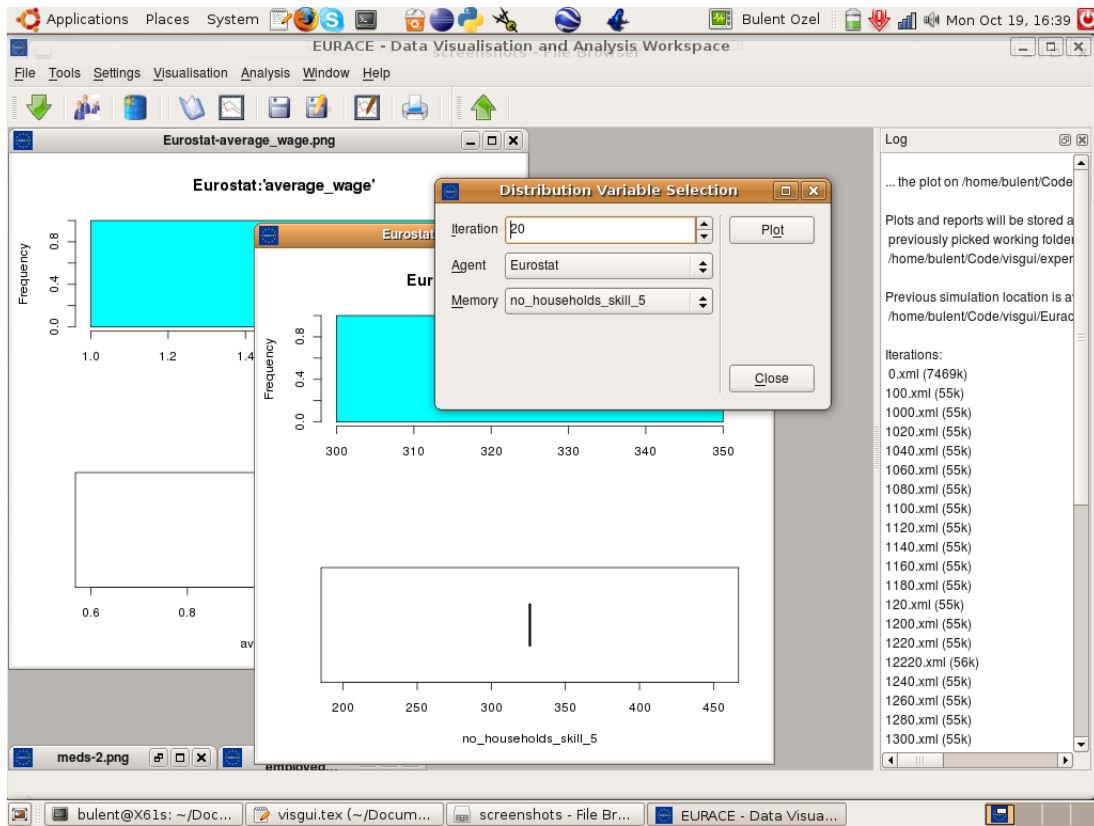 Applications Places System Bulent Ozel Mon Oct 19, 16:39
EURACE - Data Visualisation and Analysis Workspace
screenshots - File Browser
File Tools Settings Visualisation Analysis Window Help
Eurostat-average_wage.png
Eurostat:'average_wage'
Frequency
0.0 0.4 0.8
1.0 1.2 1.4
0.6 0.8
av
Eurostat
Eur
Frequency
0.0 0.4 0.8
300 310 320 330 340 350
200 250 300 350 400 450
no_households_skill_5
Distribution Variable Selection
Iteration 20 Plot
Agent Eurostat
Memory no_households_skill_5
Close
meds-2.png
employed...
Log
... the plot on /home/bulent/Code
Plots and reports will be stored a
previously picked working folder
/home/bulent/Code/visgui/exper
Previous simulation location is a
/home/bulent/Code/visgui/Eurac
Iterations:
0.xml (7469k)
100.xml (55k)
1000.xml (55k)
1020.xml (55k)
1040.xml (55k)
1060.xml (55k)
1080.xml (55k)
1100.xml (55k)
1120.xml (55k)
1140.xml (55k)
1160.xml (55k)
1180.xml (55k)
120.xml (55k)
1200.xml (55k)
1220.xml (55k)
12220.xml (56k)
1240.xml (55k)
1260.xml (55k)
1280.xml (55k)
1300.xml (55k)
bulent@X61s: ~/Doc... visgui.tex (~/Docum... screenshots - File Br... EURACE - Data Visua...